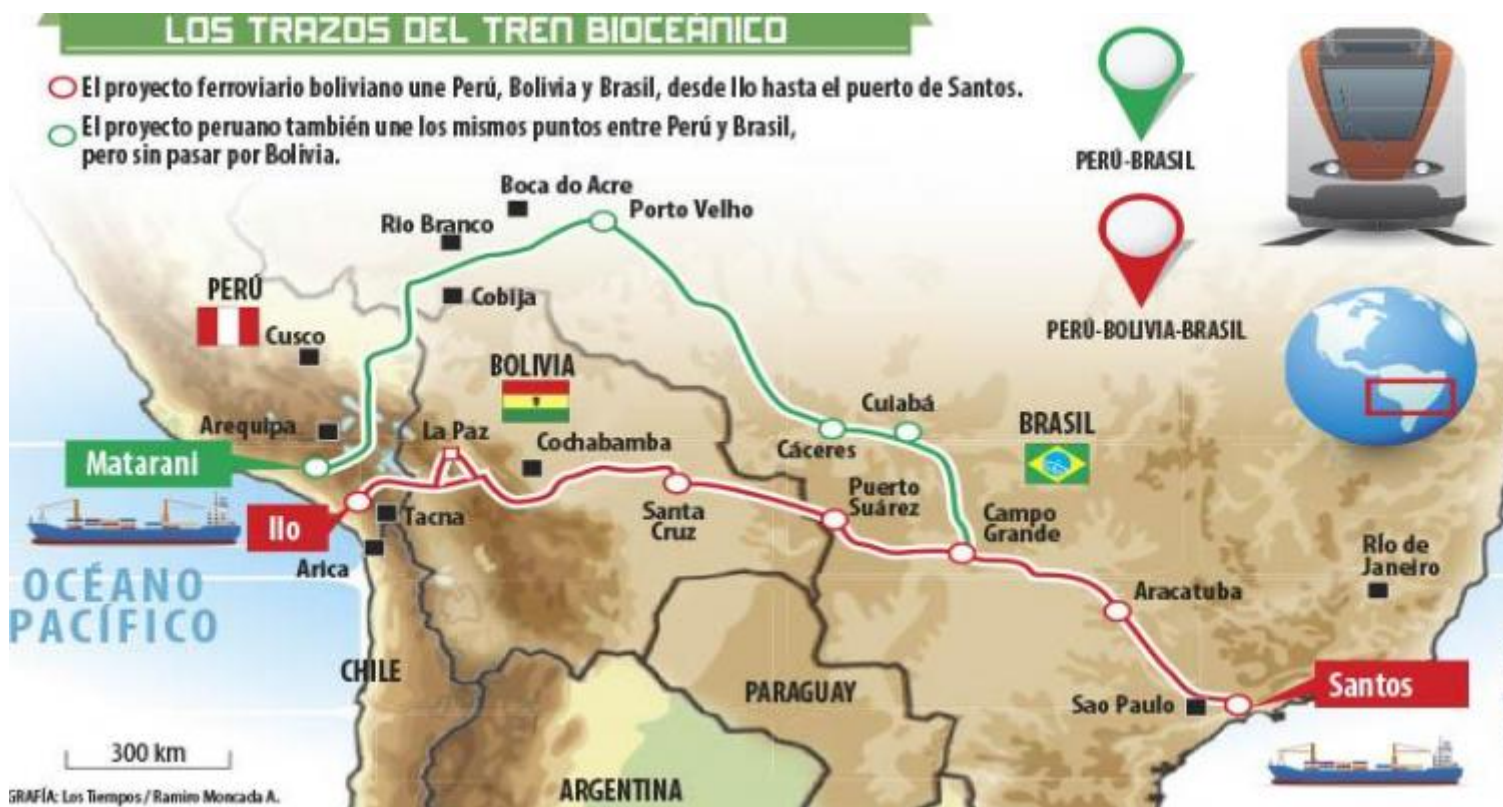 LOS TRAZOS DEL TREN BIOCEÁNICO
El proyecto ferroviario boliviano une Perú, Bolivia y Brasil, desde Ilo hasta el puerto de Santos.
El proyecto peruano también une los mismos puntos entre Perú y Brasil,
pero sin pasar por Bolivia.
PERÚ-BRASIL
PERÚ-BOLIVIA-BRASIL
Boca do Acre
Porto Velho
Rio Branco
Cobija
PERÚ
Cusco
BOLIVIA
Arequipa
La Paz
Cochabamba
Matarani
Ilo
Tacna
Arica
Santa
Cruz
Cuiabá
Cáceres
BRASIL
Puerto
Suárez
Campo
Grande
Aracatuba
Río de
Janeiro
Sao Paulo
Santos
OCÉANO
PACÍFICO
CHILE
PARAGUAY
ARGENTINA
300 km
GRAFÍA: Los Tiempos / Ramiro Moncada A.